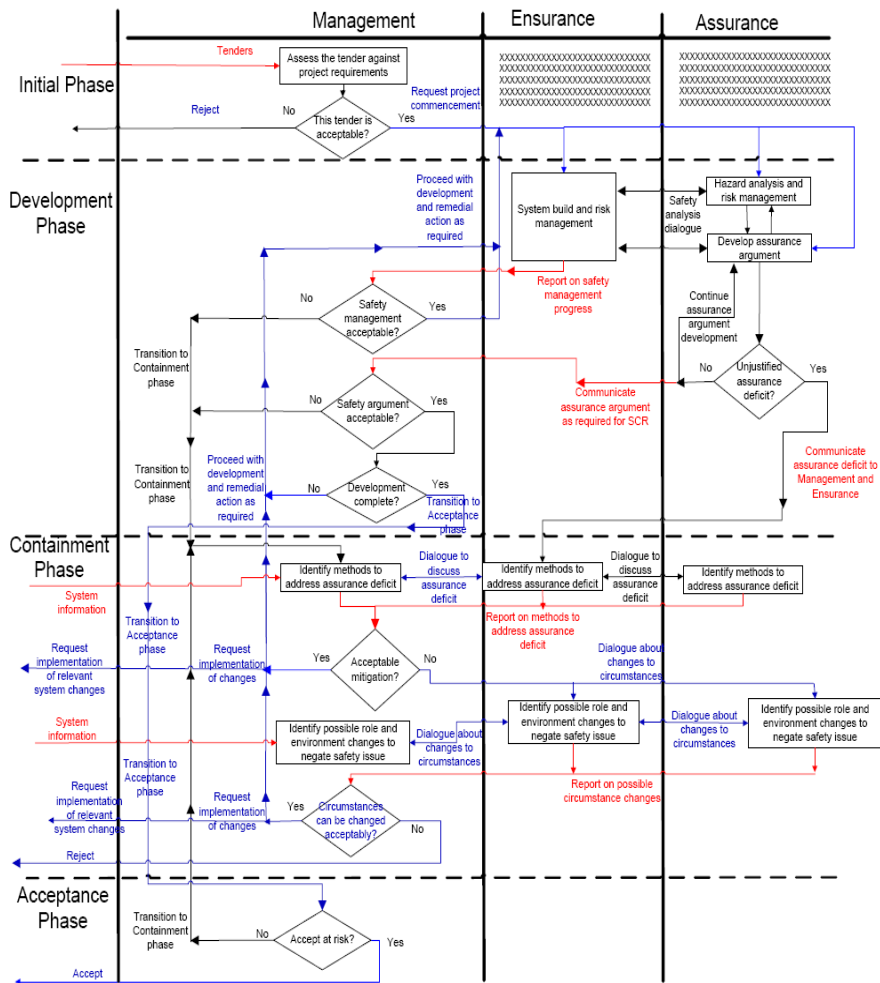 Management
Ensurance
Assurance
Initial Phase
Tenders
Assess the tender against
project requirements
XXXXXXXXXXXXXXXXXXXXX
XXXXXXXXXXXXXXXXXXXXX
XXXXXXXXXXXXXXXXXXXXX
XXXXXXXXXXXXXXXXXXXXX
XXXXXXXXXXXXXXXXXXXXX
XXXXXXXXXXXXXXXXXXXXX
XXXXXXXXXXXXXXXXXXXXX
XXXXXXXXXXXXXXXXXXXXX
XXXXXXXXXXXXXXXXXXXXX
XXXXXXXXXXXXXXXXXXXXX
Request project
commencement
Reject
No
This tender is
acceptable?
Yes
Development
Phase
Proceed with
development
and remedial
action as
required
System build and risk
management
Safety
analysis
dialogue
Hazard analysis and
risk management
Develop assurance
argument
Report on safety
management
progress
Continue
assurance
argument
development
No
Safety
management
acceptable?
Yes
Transition to
Containment
phase
No
Unjustified
assurance
deficit?
Yes
No
Safety argument
acceptable?
Yes
Communicate
assurance argument
as required for SCR
Communicate
assurance deficit to
Management and
Ensurance
Transition to
Containment
phase
Proceed with
development
and remedial
action as
required
No
Development
complete?
Yes
Transition to
Acceptance
phase
Containment
Phase
Identify methods to
address assurance deficit
Dialogue to
discuss
assurance
deficit
Identify methods to
address assurance deficit
Dialogue to
discuss
assurance
deficit
Identify methods to
address assurance deficit
System
information
Report on methods to
address assurance
deficit
Transition to
Acceptance
phase
Request
implementation
of relevant
system changes
Request
implementation
of changes
Yes
Acceptable
mitigation?
No
Dialogue about
changes to
circumstances
System
information
Identify possible role and
environment changes to
negate safety issue
Dialogue about
changes to
circumstances
Identify possible role and
environment changes to
negate safety issue
Dialogue about
changes to
circumstances
Identify possible role and
environment changes to
negate safety issue
Transition to
Acceptance
phase
Request
implementation
of relevant
system changes
Request
implementation
of changes
Yes
Circumstances
can be changed
acceptably?
No
Report on possible
circumstance changes
Reject
Acceptance
Phase
Transition to
Containment
phase
No
Accept at risk?
Yes
Accept